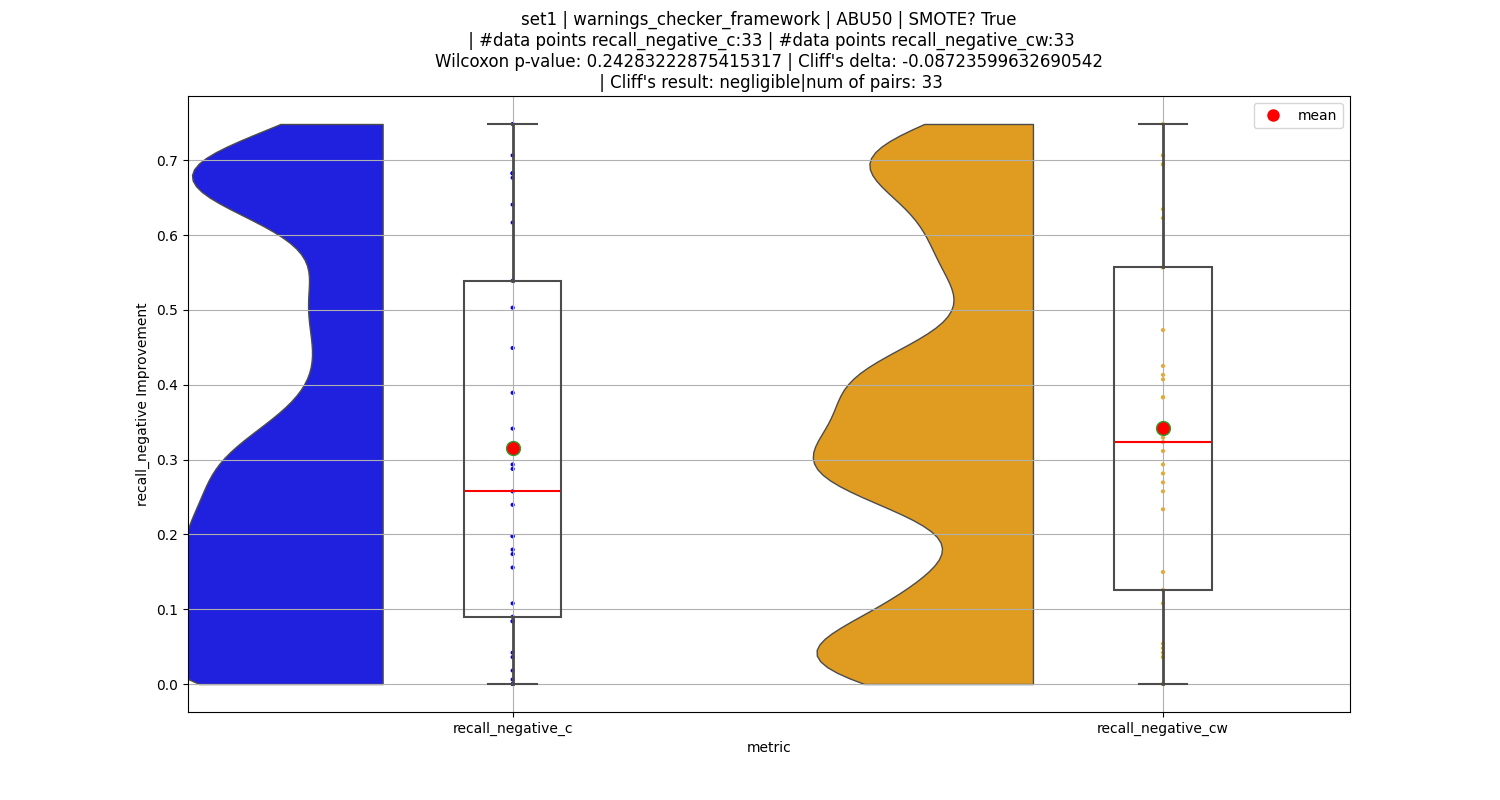 set1 | warnings_checker_framework | ABU50 | SMOTE? True
| #data points recall_negative_c:33 | #data points recall_negative_cw:33
Wilcoxon p-value: 0.24283222875415317 | Cliff's delta: -0.08723599632690542
| Cliff's result: negligible|num of pairs: 33
mean
recall_negative Improvement
0.7
0.6
0.5
0.4
0.3
0.2
0.1
0.0
recall_negative_c
recall_negative_cw
metric